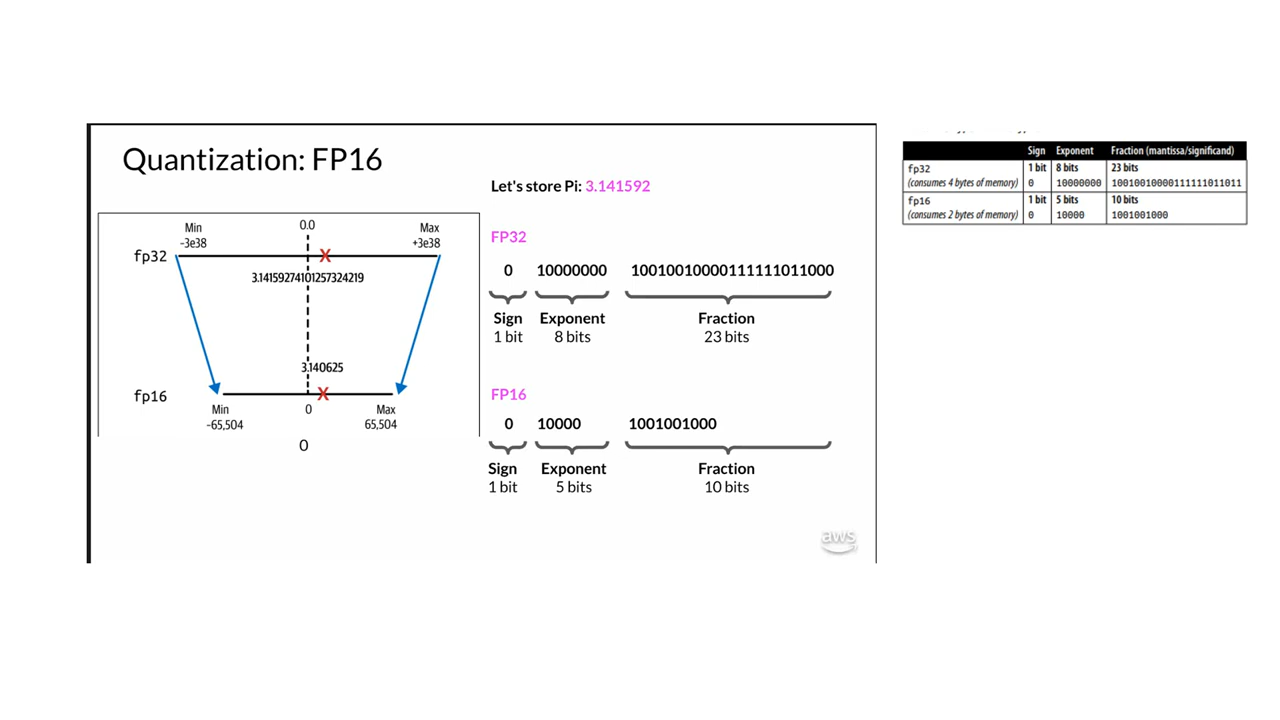 Quantization: FP16
Let's store Pi: 3.141592
Min
-3e38
0.0
Max
+3e38
fp32
3.14159274101257324219
3.140625
fp16
Min
-65,504
0
Max
65,504
0
FP32
0 10000000 10010010000111111011000
Sign
1 bit
Exponent
8 bits
Fraction
23 bits
FP16
0 10000 1001001000
Sign
1 bit
Exponent
5 bits
Fraction
10 bits
aws
Sign Exponent Fraction (mantissa/significand)
fp32 1 bit 8 bits 23 bits
(consumes 4 bytes of memory) 0 10000000 10010010000111111011011
fp16 1 bit 5 bits 10 bits
(consumes 2 bytes of memory) 0 10000 1001001000